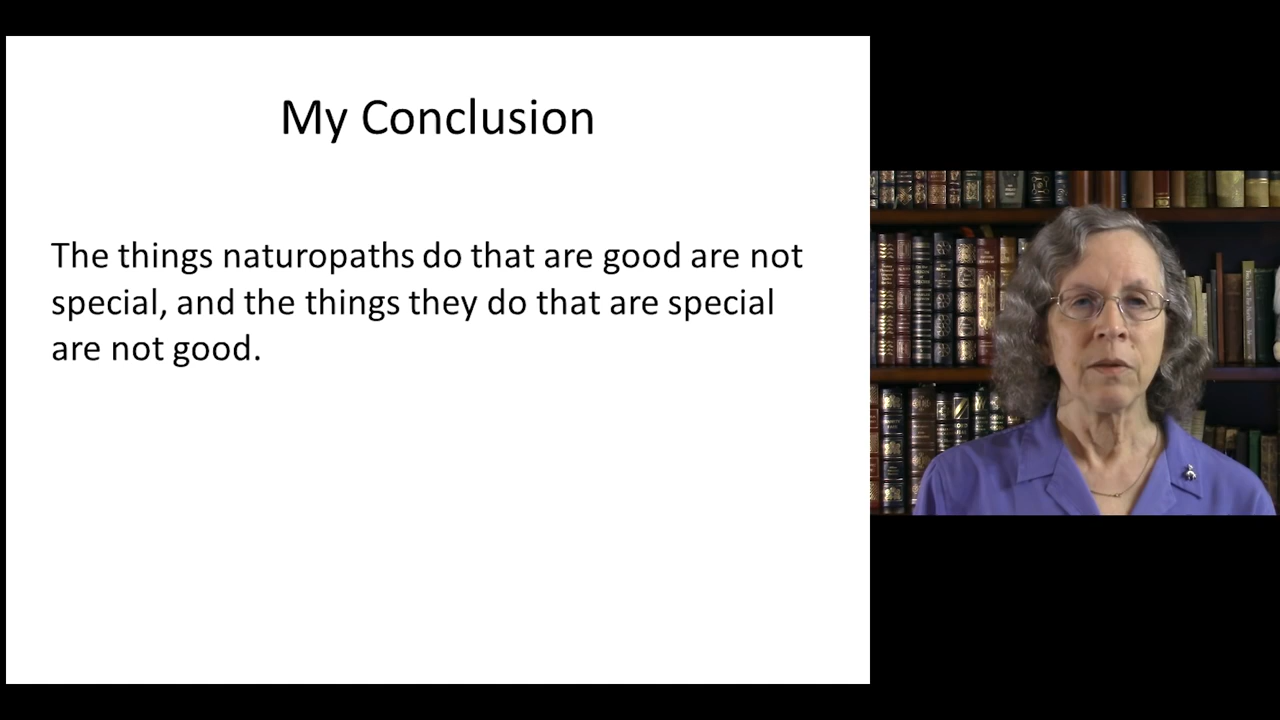 My Conclusion
The things naturopaths do that are good are not
special, and the things they do that are special
are not good.